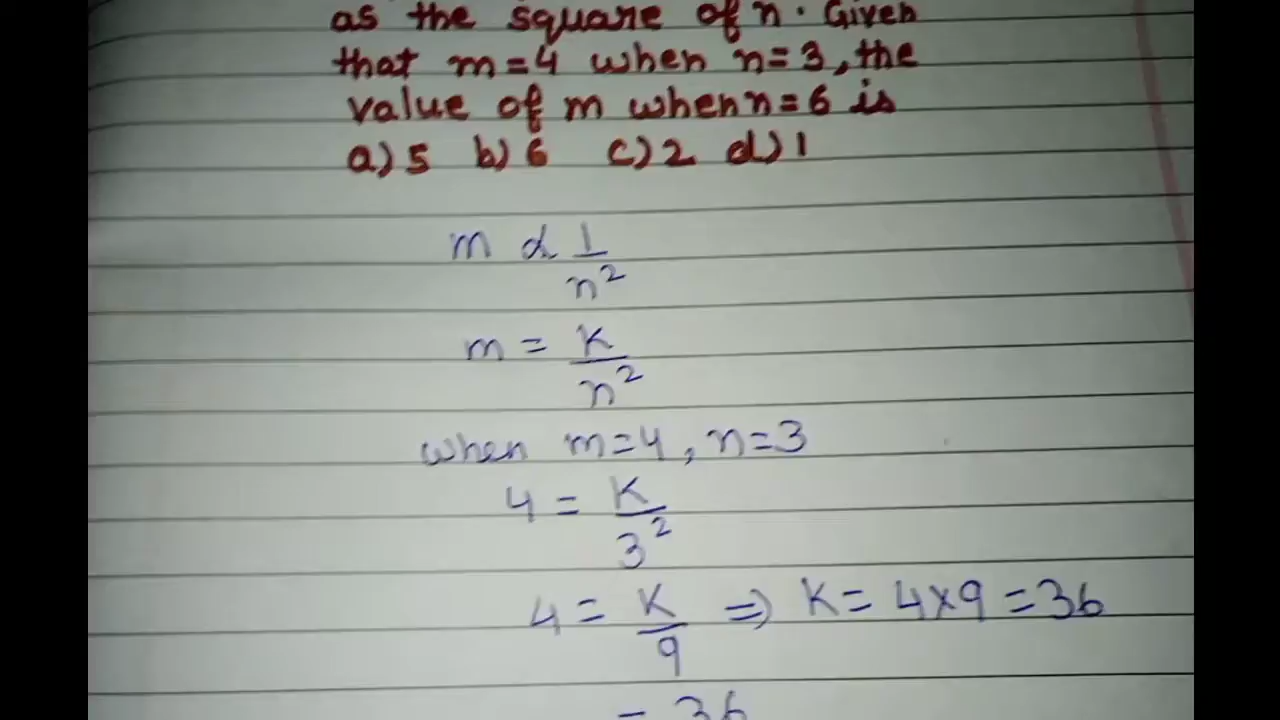 as the square of n. Given
that m=4 when n=3, the
value of m when n=6 is
a) 5 b) 6 c) 2 d) 1
m ∝ 1/n²
m = K/n²
when m=4, n=3
4 = K/3²
4 = K/9 ⇒ K = 4×9 = 36
= 36